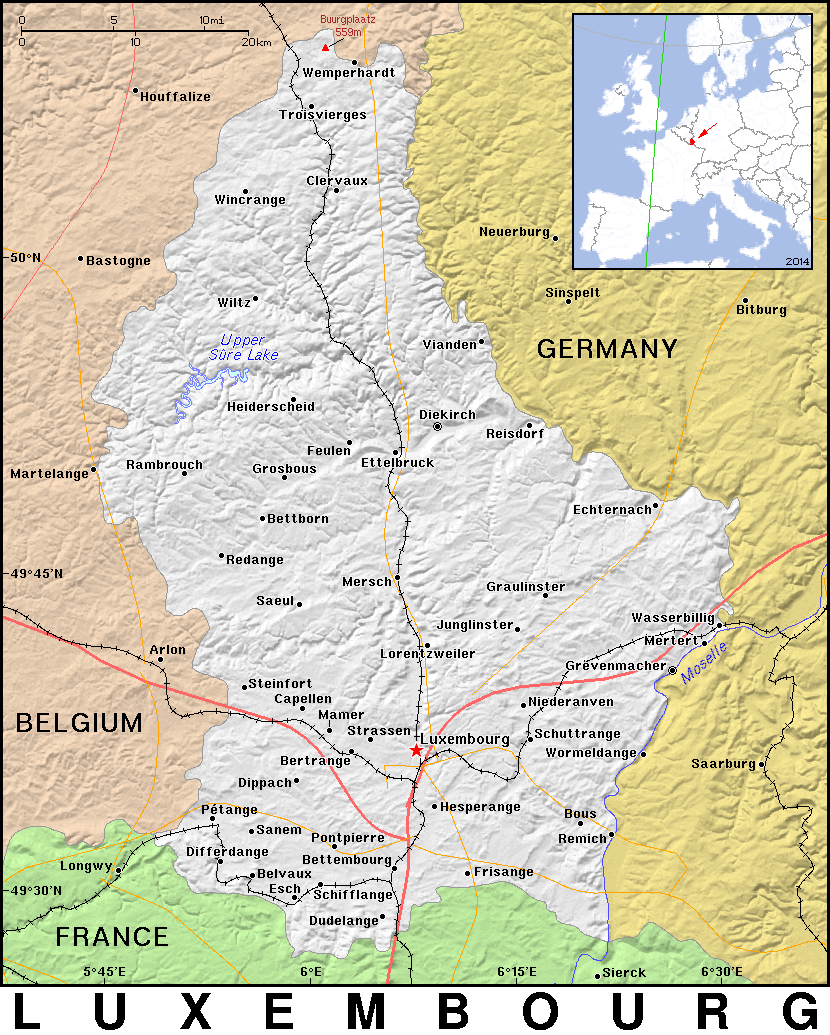 0 5 10mi
0 10 20km
Buurgplaatz
559m
Wemperhardt
Houffalize
Troisvierges
Clervaux
Wincrange
Neuerburg
50°N
Bastogne
2014
Sinspelt
Wiltz
Bitburg
Upper
Sûre Lake
Vianden
GERMANY
Heiderscheid
Diekirch
Reisdorf
Feulen
Ettelbruck
Martelange
Rambrouch
Grosbous
Echternach
Bettborn
Redange
49°45'N
Mersch
Graulinster
Saeul
Junglinster
Wasserbillig
Mertert
Lorentzweiler
Arlon
Grëvenmacher
Moselle
Steinfort
Capellen
Niederanven
Mamer
BELGIUM
Strassen
Luxembourg
Schuttrange
Bertrange
Wormeldange
Saarburg
Dippach
Pétange
Hesperange
Bous
Sanem
Pontpierre
Remich
Differdange
Bettembourg
Longwy
Belvaux
Frisange
Esch
Schifflange
49°30'N
Dudelange
FRANCE
5°45'E 6°E 6°15'E 6°30'E
Sierck
L U X E M B O U R G